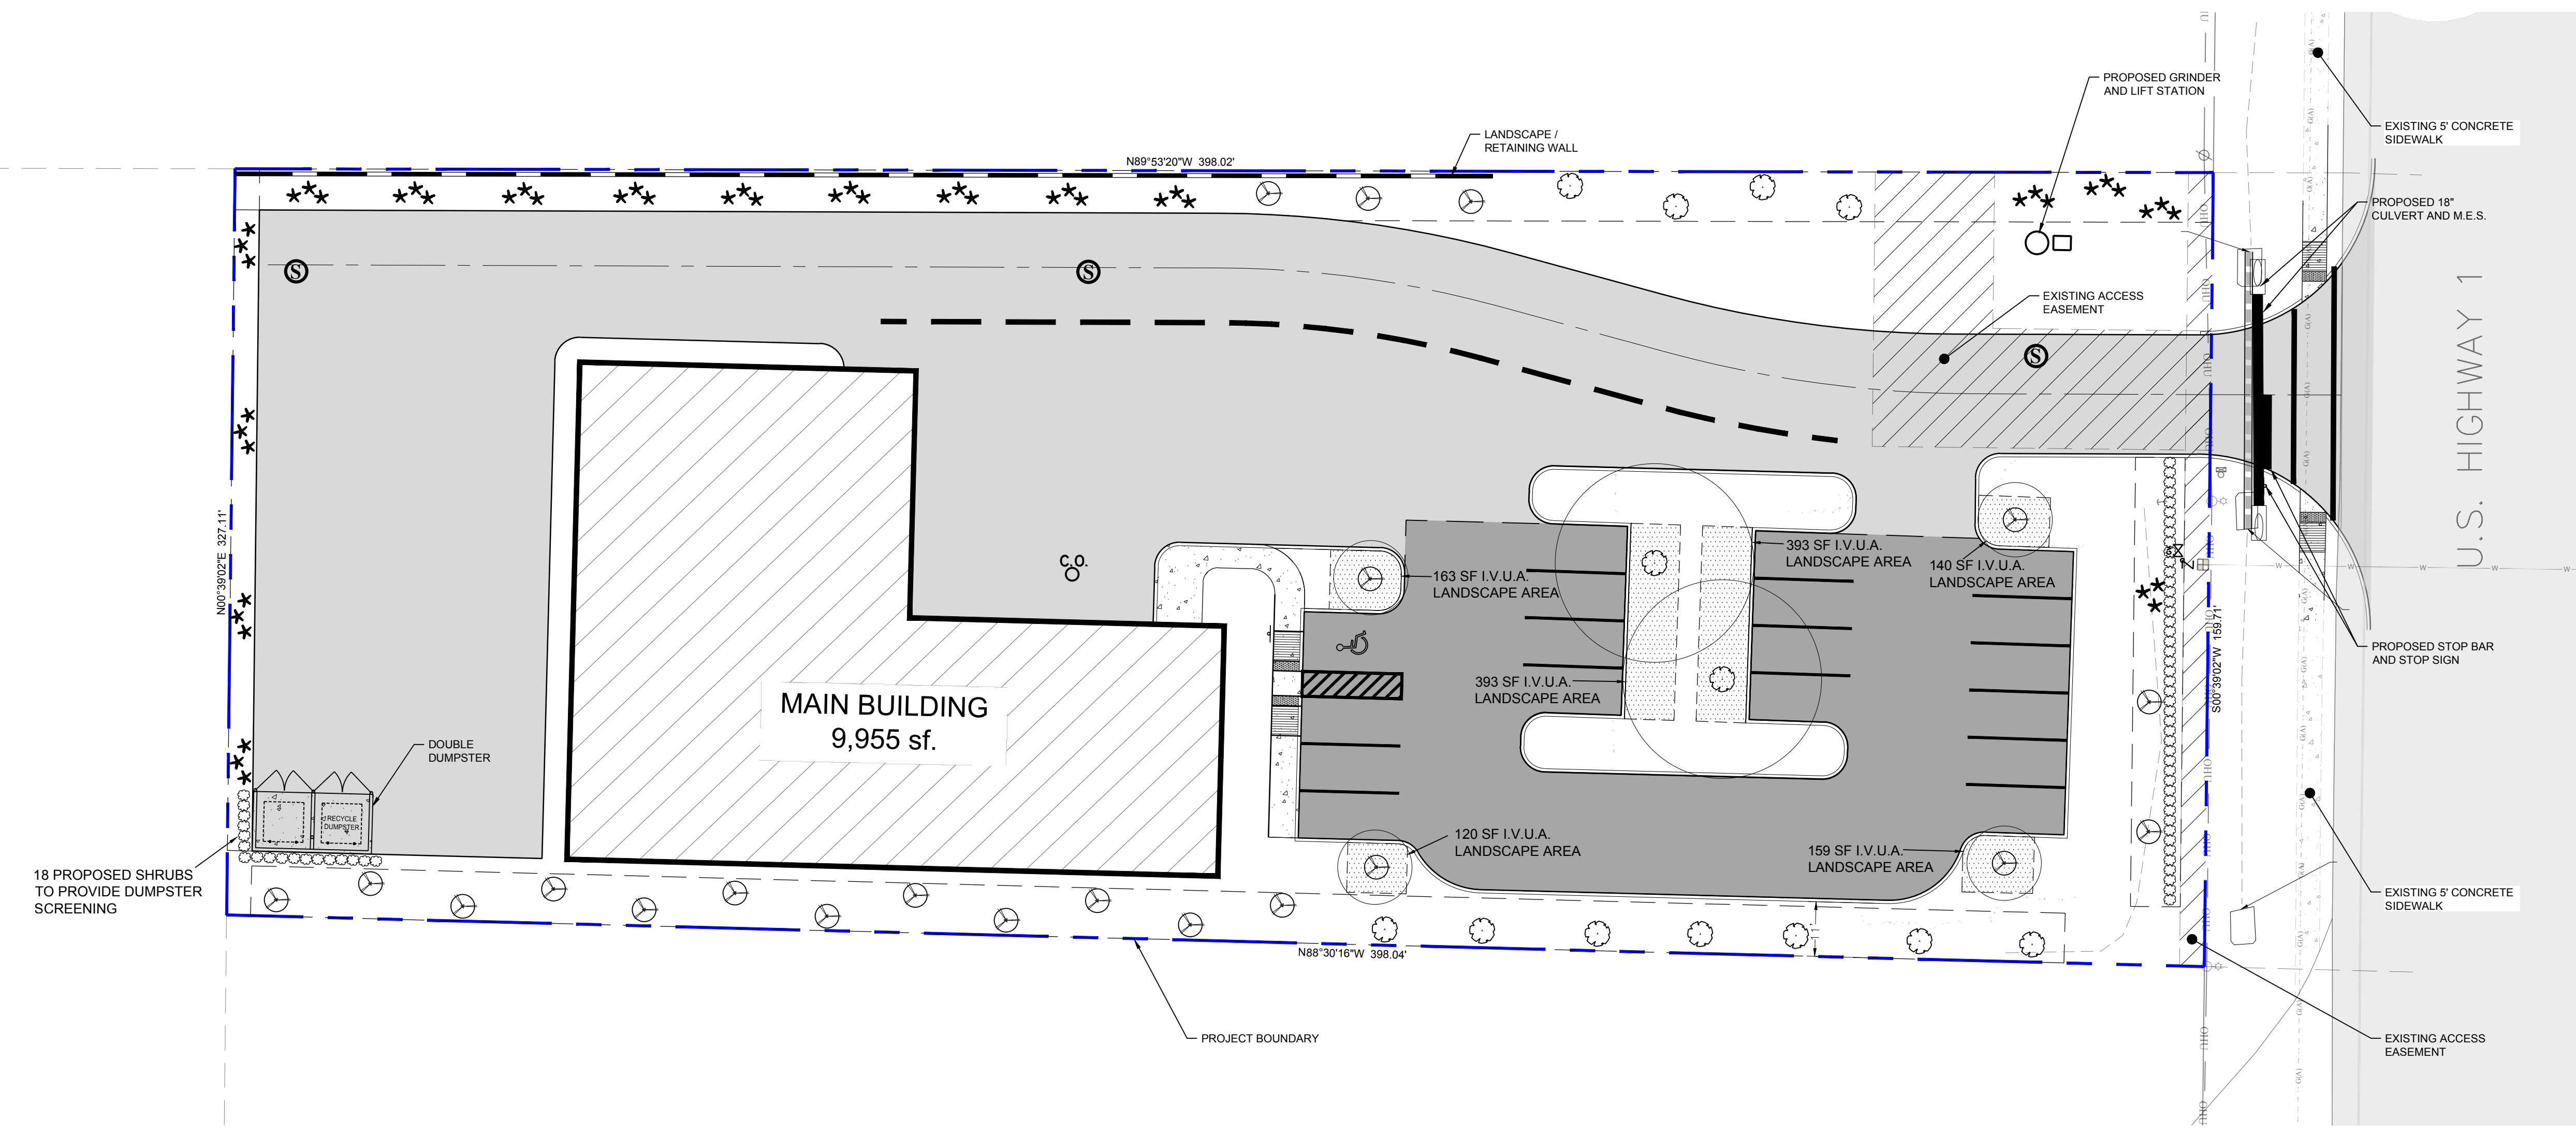 PROPOSED GRINDER
AND LIFT STATION
EXISTING 5' CONCRETE
SIDEWALK
LANDSCAPE /
RETAINING WALL
N89°53'20"W 398.02'
PROPOSED 18"
CULVERT AND M.E.S.
OHU
G(A)
S
S
EXISTING ACCESS
EASEMENT
S
U.S. HIGHWAY 1
N00°39'02"E 327.11'
C.O.
163 SF I.V.U.A.
LANDSCAPE AREA
393 SF I.V.U.A.
LANDSCAPE AREA
140 SF I.V.U.A.
LANDSCAPE AREA
W W W W
S00°39'02"W 159.71'
PROPOSED STOP BAR
AND STOP SIGN
393 SF I.V.U.A.
LANDSCAPE AREA
MAIN BUILDING
9,955 sf.
DOUBLE
DUMPSTER
RECYCLE
DUMPSTER
120 SF I.V.U.A.
LANDSCAPE AREA
159 SF I.V.U.A.
LANDSCAPE AREA
18 PROPOSED SHRUBS
TO PROVIDE DUMPSTER
SCREENING
EXISTING 5' CONCRETE
SIDEWALK
11'
N88°30'16"W 398.04'
PROJECT BOUNDARY
EXISTING ACCESS
EASEMENT